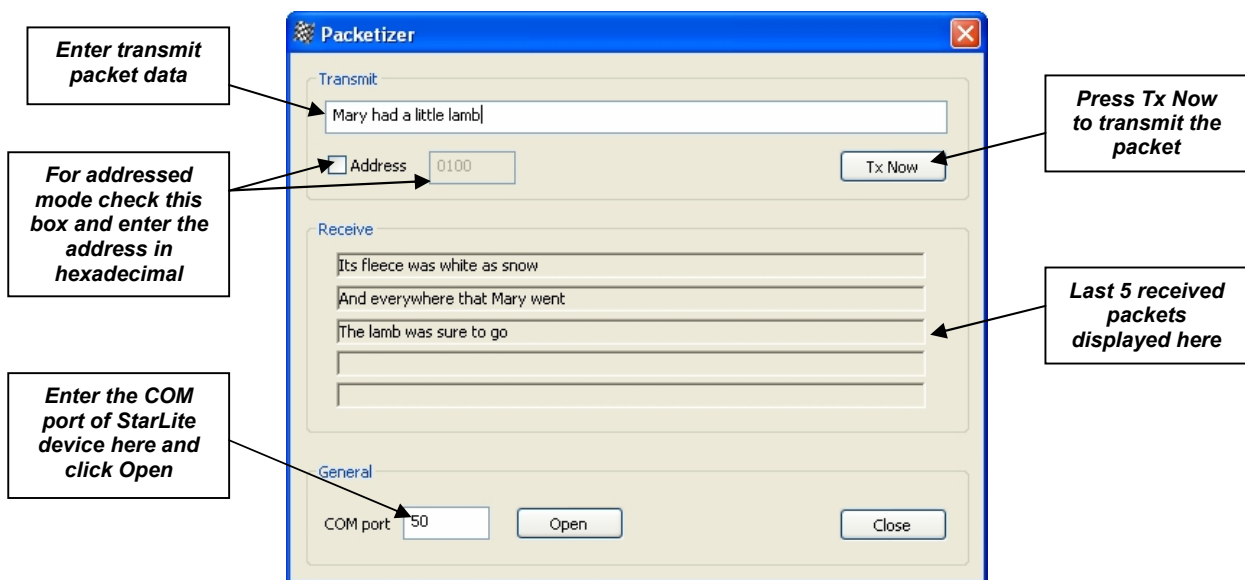 Packetizer
Enter transmit
packet data
Transmit
Mary had a little lamb
Press Tx Now
to transmit the
packet
Address
0100
Tx Now
For addressed
mode check this
box and enter the
address in
hexadecimal
Receive
Its fleece was white as snow
And everywhere that Mary went
The lamb was sure to go
Last 5 received
packets
displayed here
Enter the COM
port of StarLite
device here and
click Open
General
COM port
50
Open
Close